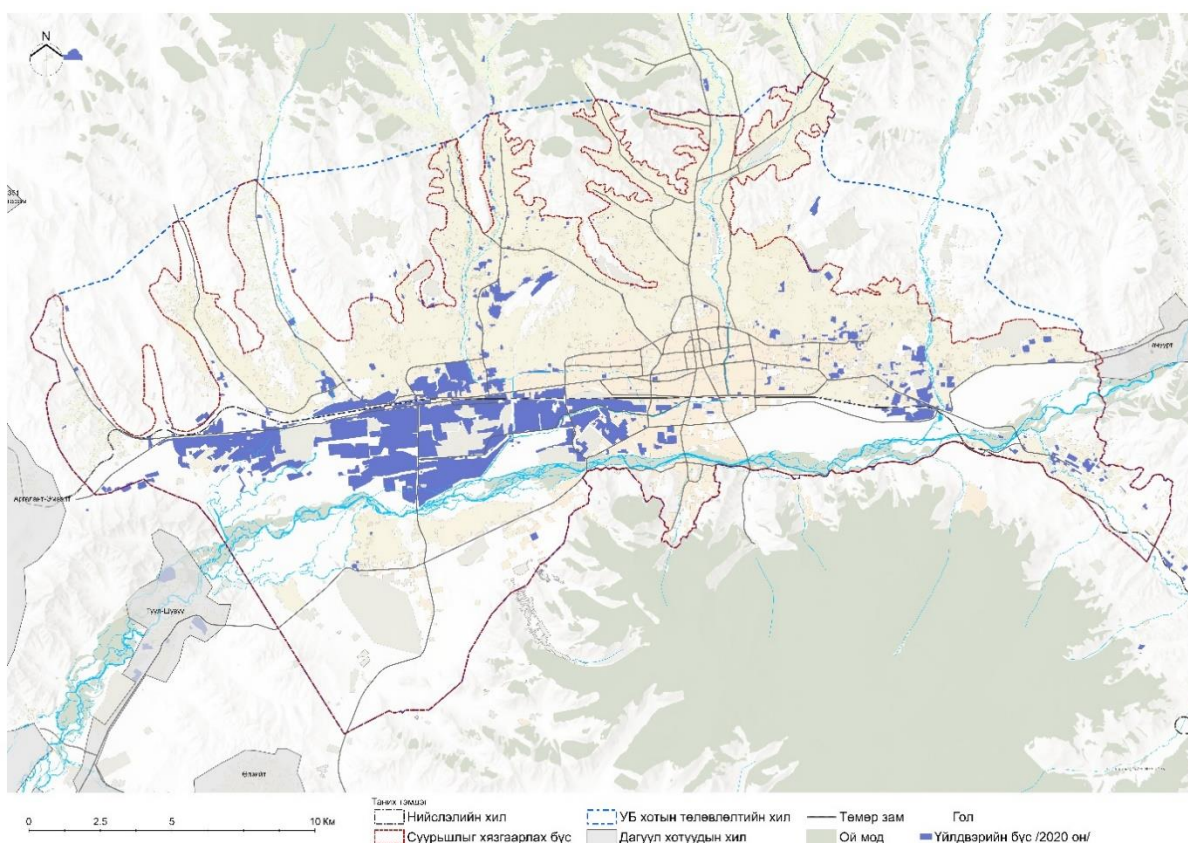 N
Аргалант-Эмээлт
Туул-Шувуу
Өлзийт
0
2.5
5
10 Км
Таних тэмдэг
Нийслэлийн хил
УБ хотын төлөвлөлтийн хил
Төмөр зам
Гол
Суурьшлыг хязгаарлах бүс
Дагуул хотуудын хил
Ой мод
Үйлдвэрийн бүс /2020 он/